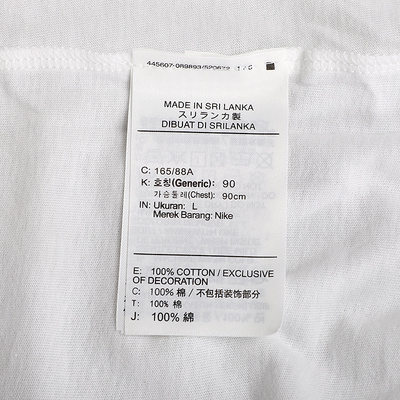 MADE IN SRI LANKA
スリランカ製
DIBUAT DI SRILANKA
C: 165/88A
K: 호칭(Generic): 90
가슴둘레(Chest): 90cm
IN: Ukuran: L
Merek Barang: Nike
E: 100% COTTON / EXCLUSIVE
OF DECORATION
C: 100% 棉 / 不包括装饰部分
T: 100% 棉
J: 100% 綿